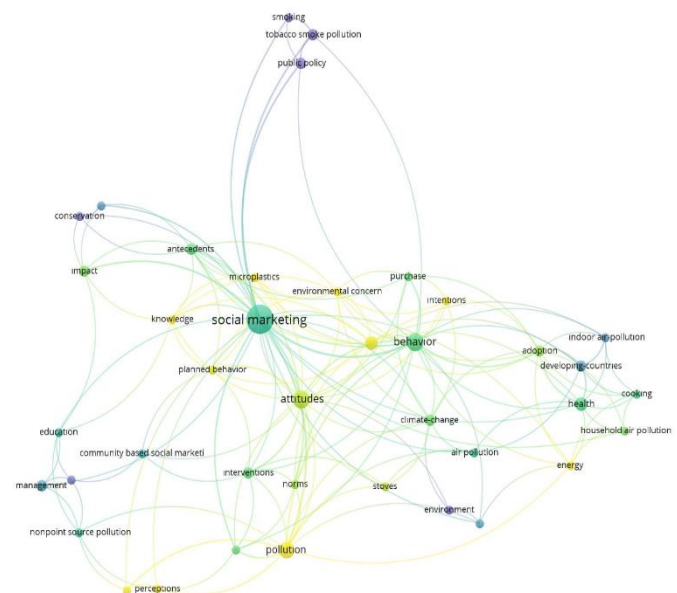 smoking
tobacco smoke pollution
public policy
conservation
antecedents
impact
microplastics
purchase
environmental concern
intentions
knowledge
social marketing
behavior
indoor air pollution
adoption
developing-countries
planned behavior
attitudes
cooking
health
climate-change
household air pollution
education
community based social marketi
air pollution
energy
interventions
norms
stoves
management
environment
nonpoint source pollution
pollution
perceptions